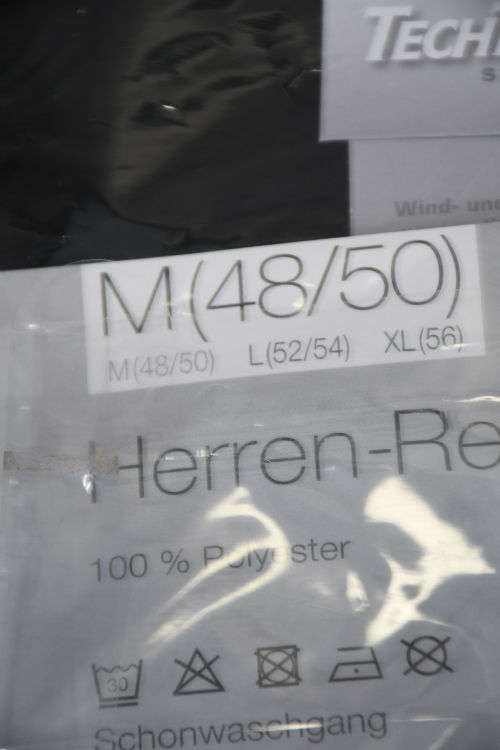 TECH
S
Wind- und
M(48/50)
M(48/50) L(52/54) XL(56)
Herren-Re
100 % Polyester
30
Schonwaschgang